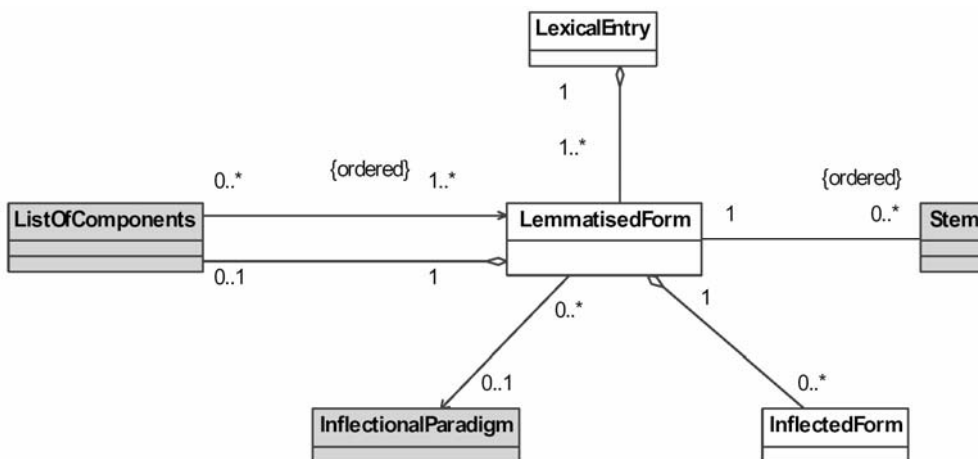 LexicalEntry
1
1..*
{ordered}
0..*
1..*
{ordered}
ListOfComponents
LemmatisedForm
1
0..*
Stem
0..1
1
0..*
1
0..1
0..*
InflectionalParadigm
InflectedForm